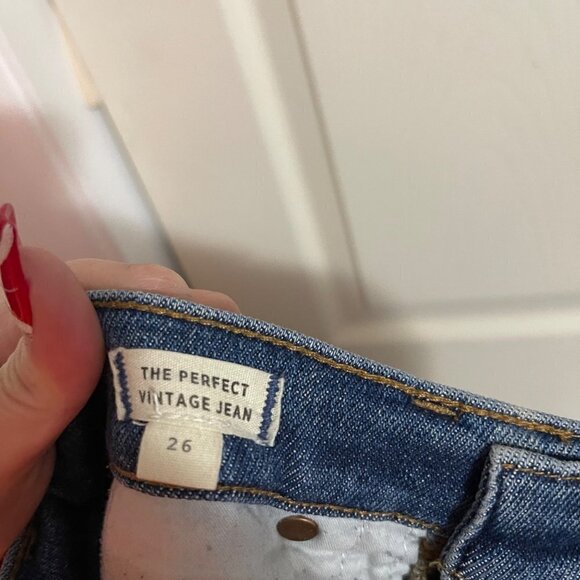 THE PERFECT
VINTAGE JEAN
26